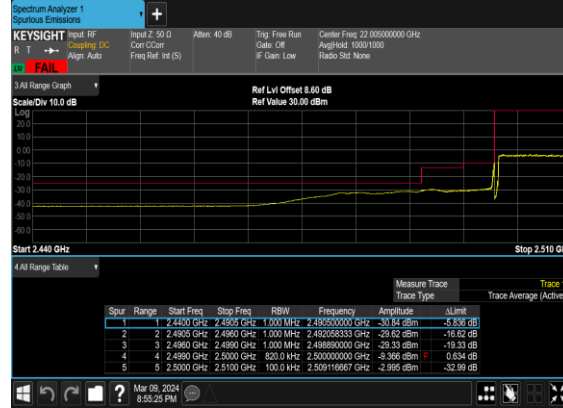 Spectrum Analyzer 1
Spurious Emissions
KEYSIGHT Input: RF Input Z: 50 Ω Atten: 40 dB Trig: Free Run Center Freq: 22.005000000 GHz
R T Coupling: DC Corr CCorr Gate: Off Avg|Hold: 1000/1000
Align: Auto Freq Ref: Int (S) IF Gain: Low Radio Std: None
LV FAIL
3 All Range Graph
Ref Lvl Offset 8.60 dB
Scale/Div 10.0 dB Ref Value 30.00 dBm
Log
20.0
10.0
0.00
-10.0
-20.0
-30.0
-40.0
-50.0
-60.0
Start 2.440 GHz Stop 2.510 G
4 All Range Table
Measure Trace Trace
Trace Type Trace Average (Active
Spur Range Start Freq Stop Freq RBW Frequency Amplitude ΔLimit
1 1 2.4400 GHz 2.4905 GHz 1.000 MHz 2.490500000 GHz -30.84 dBm -5.836 dB
2 2 2.4905 GHz 2.4960 GHz 1.000 MHz 2.492058333 GHz -29.62 dBm -16.62 dB
3 3 2.4960 GHz 2.4990 GHz 1.000 MHz 2.498890000 GHz -29.33 dBm -19.33 dB
4 4 2.4990 GHz 2.5000 GHz 820.0 kHz 2.500000000 GHz -9.366 dBm F 0.634 dB
5 5 2.5000 GHz 2.5100 GHz 100.0 kHz 2.509116667 GHz -2.995 dBm -32.99 dB
? Mar 09, 2024
8:55:25 PM